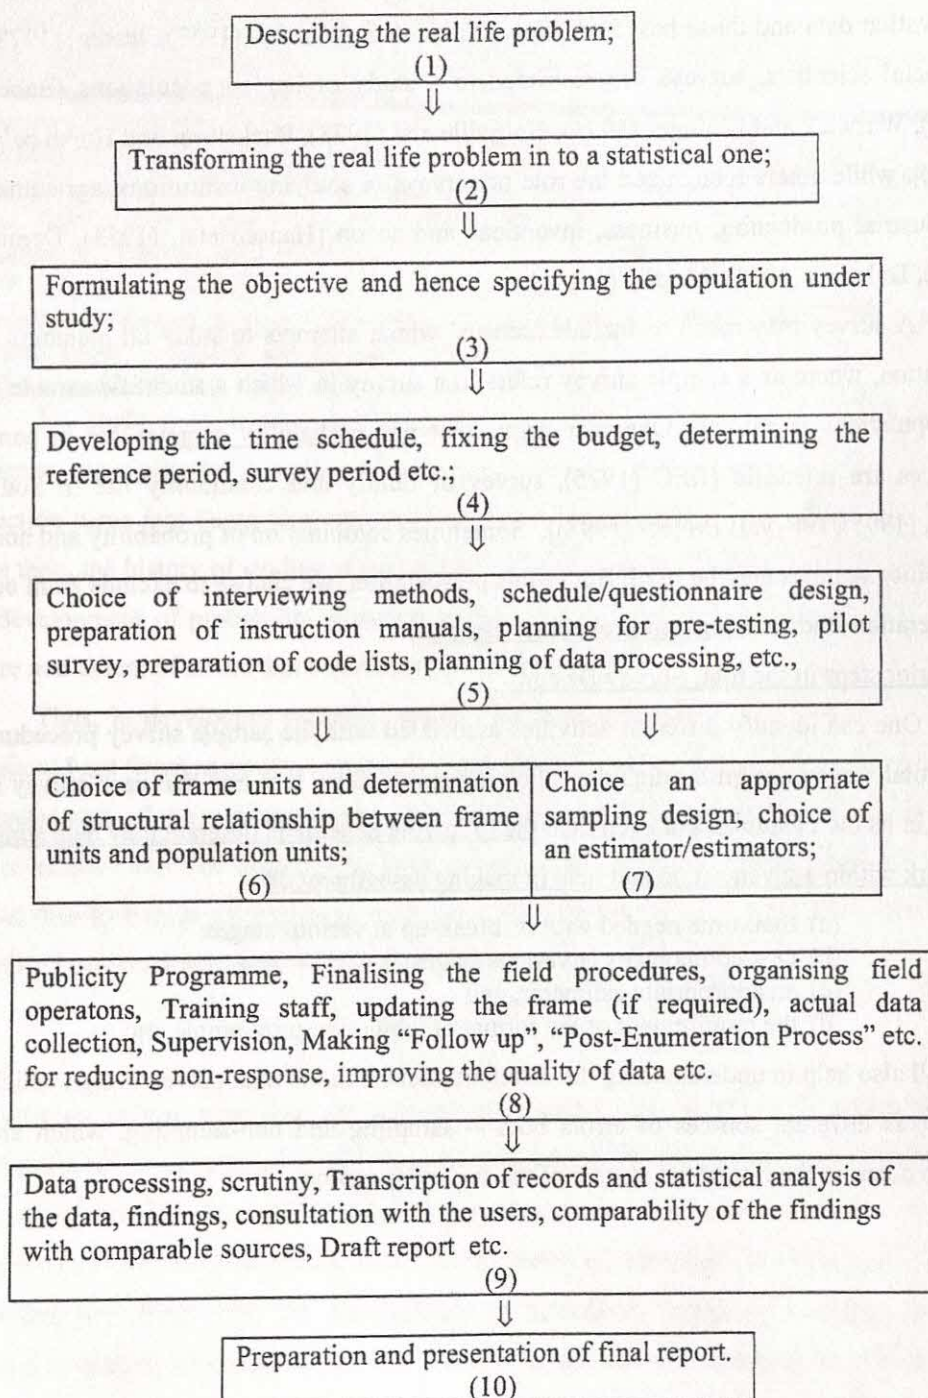 Describing the real life problem;
(1)
⇓
Transforming the real life problem in to a statistical one;
(2)
⇓
Formulating the objective and hence specifying the population under
study;
(3)
⇓
Developing the time schedule, fixing the budget, determining the
reference period, survey period etc.;
(4)
⇓
Choice of interviewing methods, schedule/questionnaire design,
preparation of instruction manuals, planning for pre-testing, pilot
survey, preparation of code lists, planning of data processing, etc.,
(5)
⇓ ⇓
Choice of frame units and determination
of structural relationship between frame
units and population units;
(6)
Choice an appropriate
sampling design, choice of
an estimator/estimators;
(7)
⇓
Publicity Programme, Finalising the field procedures, organising field
operatons, Training staff, updating the frame (if required), actual data
collection, Supervision, Making “Follow up”, “Post-Enumeration Process” etc.
for reducing non-response, improving the quality of data etc.
(8)
⇓
Data processing, scrutiny, Transcription of records and statistical analysis of
the data, findings, consultation with the users, comparability of the findings
with comparable sources, Draft report etc.
(9)
⇓
Preparation and presentation of final report.
(10)